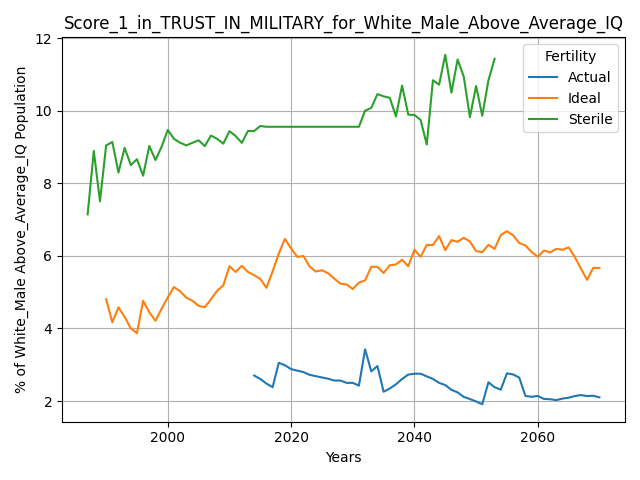 Score_1_in_TRUST_IN_MILITARY_for_White_Male_Above_Average_IQ
% of White_Male Above_Average_IQ Population
12
10
8
6
4
2
Fertility
Actual
Ideal
Sterile
2000
2020
2040
2060
Years